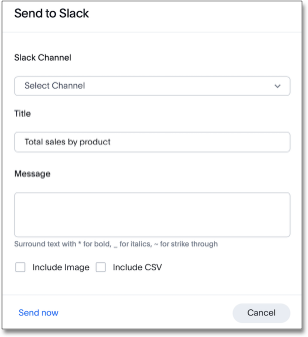 Send to Slack
Slack Channel
Select Channel
Title
Total sales by product
Message
Surround text with * for bold, _ for italics, ~ for strike through
Include Image Include CSV
Send now Cancel